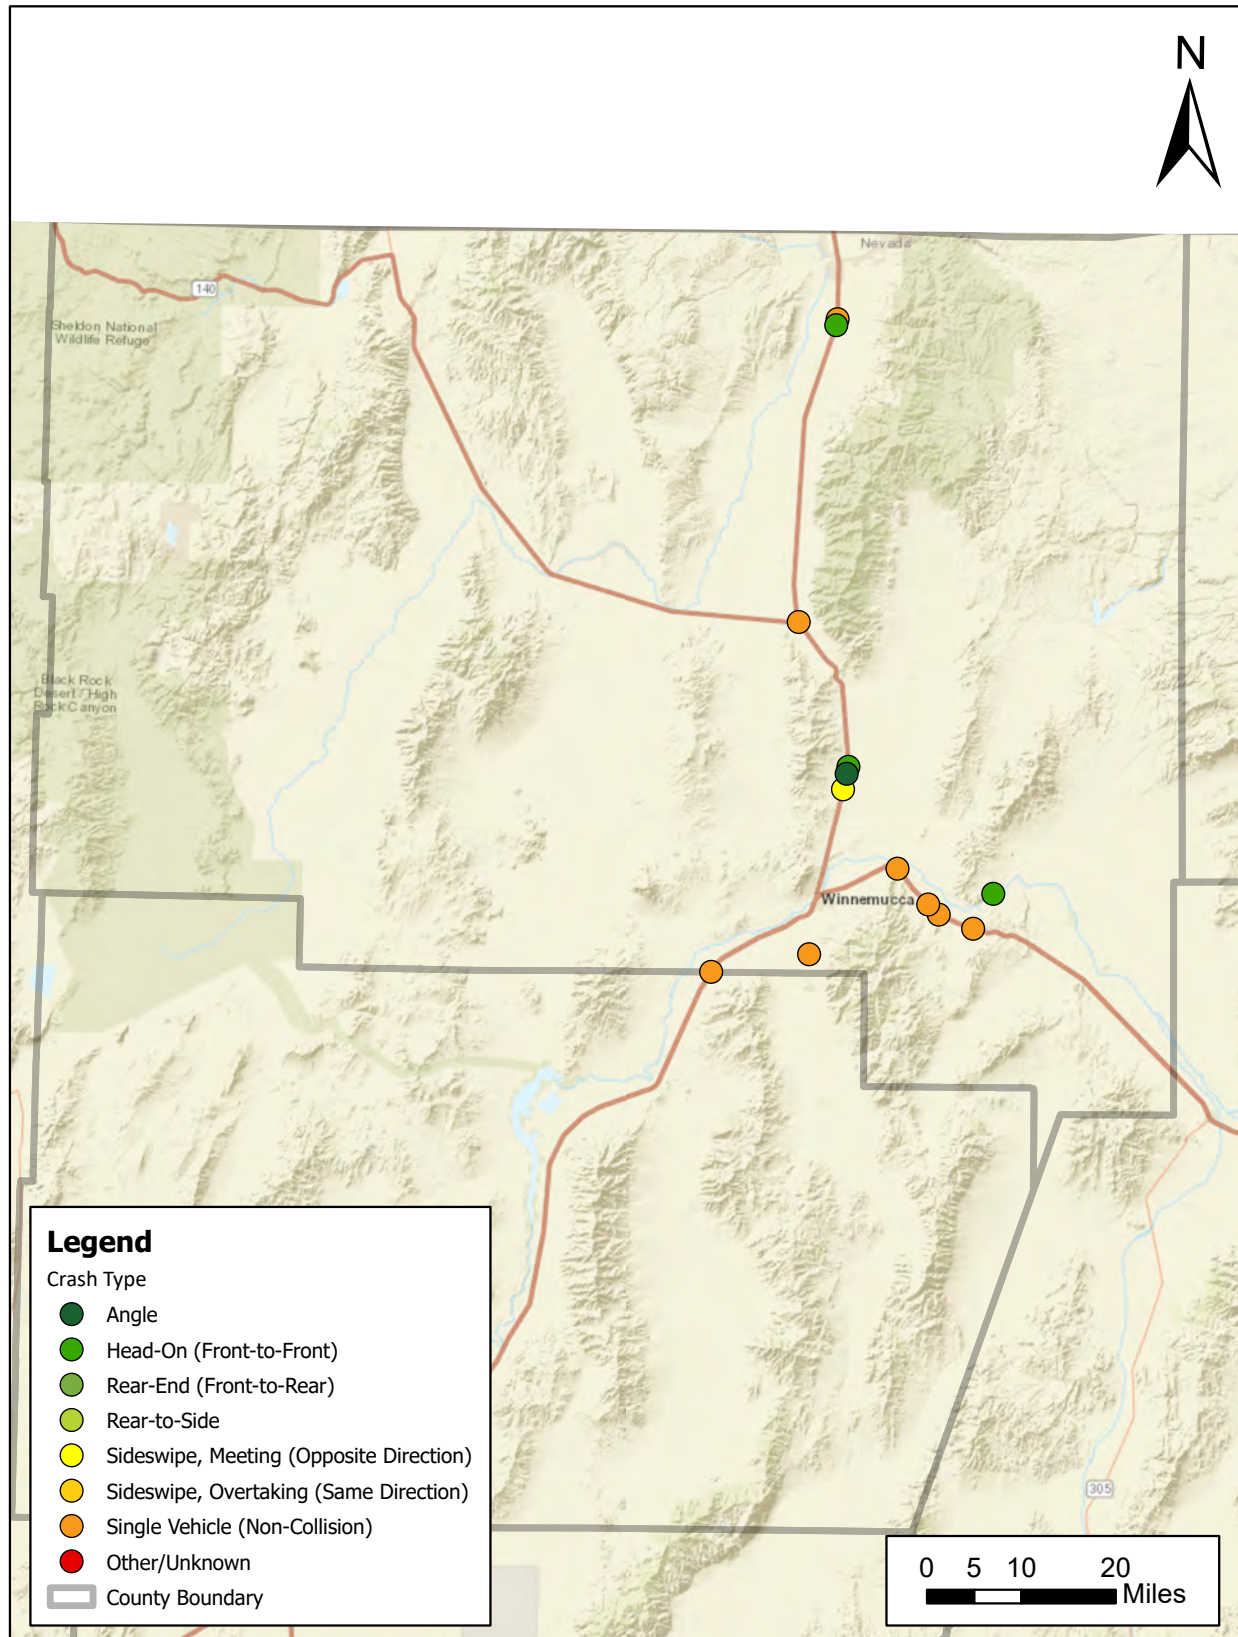 N
Nevada
140
Sheldon National
Wildlife Refuge
Black Rock
Desert / High
Rock Canyon
Winnemucca
Legend
Crash Type
Angle
Head-On (Front-to-Front)
Rear-End (Front-to-Rear)
Rear-to-Side
Sideswipe, Meeting (Opposite Direction)
Sideswipe, Overtaking (Same Direction)
Single Vehicle (Non-Collision)
Other/Unknown
County Boundary
305
0 5 10 20
Miles